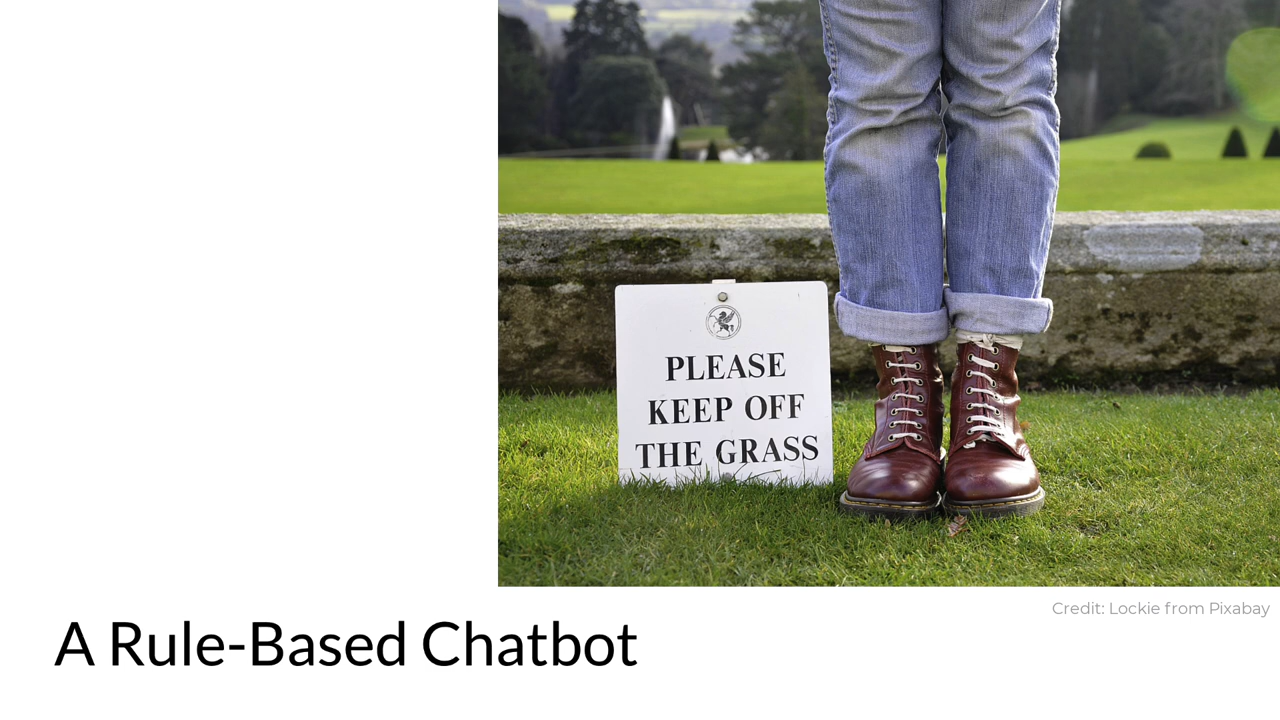 PLEASE
KEEP OFF
THE GRASS
Credit: Lockie from Pixabay
A Rule-Based Chatbot